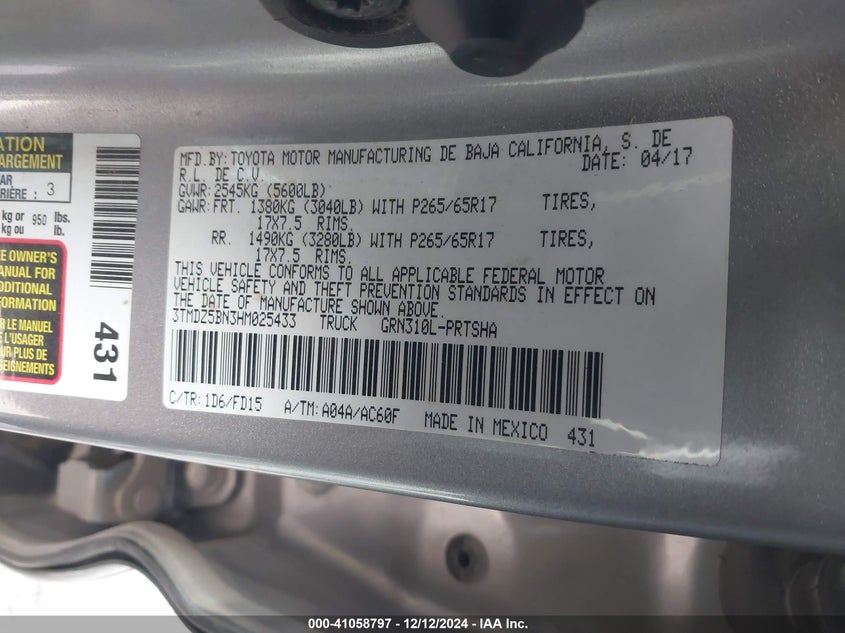 ATION
ARGEMENT
AR
RIÈRE : 3
kg or 950 lbs.
kg ou lb.
E OWNER'S
ANUAL FOR
DDITIONAL
FORMATION
R LE MANUEL
E L'USAGER
UR PLUS DE
SEIGNEMENTS
431
MFD. BY: TOYOTA MOTOR MANUFACTURING DE BAJA CALIFORNIA, S. DE
R.L. DE C.V. DATE: 04/17
GVWR: 2545KG (5600LB)
GAWR: FRT. 1380KG (3040LB) WITH P265/65R17 TIRES,
17X7.5 RIMS.
RR. 1490KG (3280LB) WITH P265/65R17 TIRES,
17X7.5 RIMS.
THIS VEHICLE CONFORMS TO ALL APPLICABLE FEDERAL MOTOR
VEHICLE SAFETY AND THEFT PREVENTION STANDARDS IN EFFECT ON
THE DATE OF MANUFACTURE SHOWN ABOVE.
3TMDZ5BN3HM025433 TRUCK GRN310L-PRTSHA
C/TR: 1D6/FD15 A/TM: A04A/AC60F MADE IN MEXICO 431
000-41058797 - 12/12/2024 - IAA Inc.